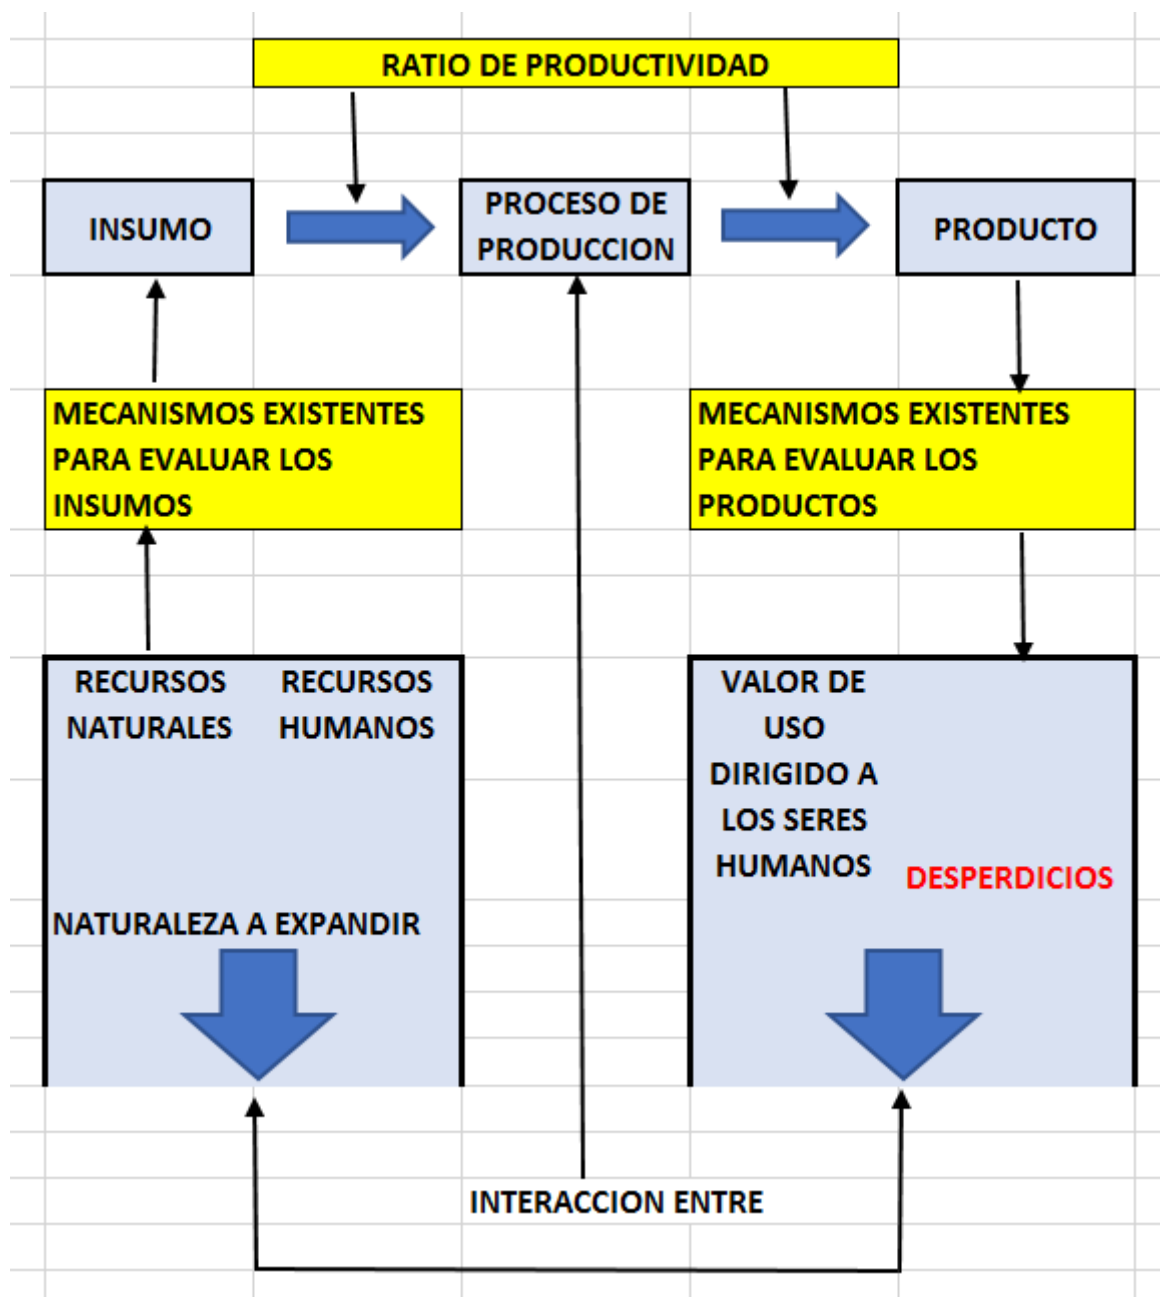 RATIO DE PRODUCTIVIDAD
INSUMO
PROCESO DE
PRODUCCION
PRODUCTO
MECANISMOS EXISTENTES
PARA EVALUAR LOS
INSUMOS
MECANISMOS EXISTENTES
PARA EVALUAR LOS
PRODUCTOS
RECURSOS
NATURALES
RECURSOS
HUMANOS
NATURALEZA A EXPANDIR
VALOR DE
USO
DIRIGIDO A
LOS SERES
HUMANOS
DESPERDICIOS
INTERACCION ENTRE